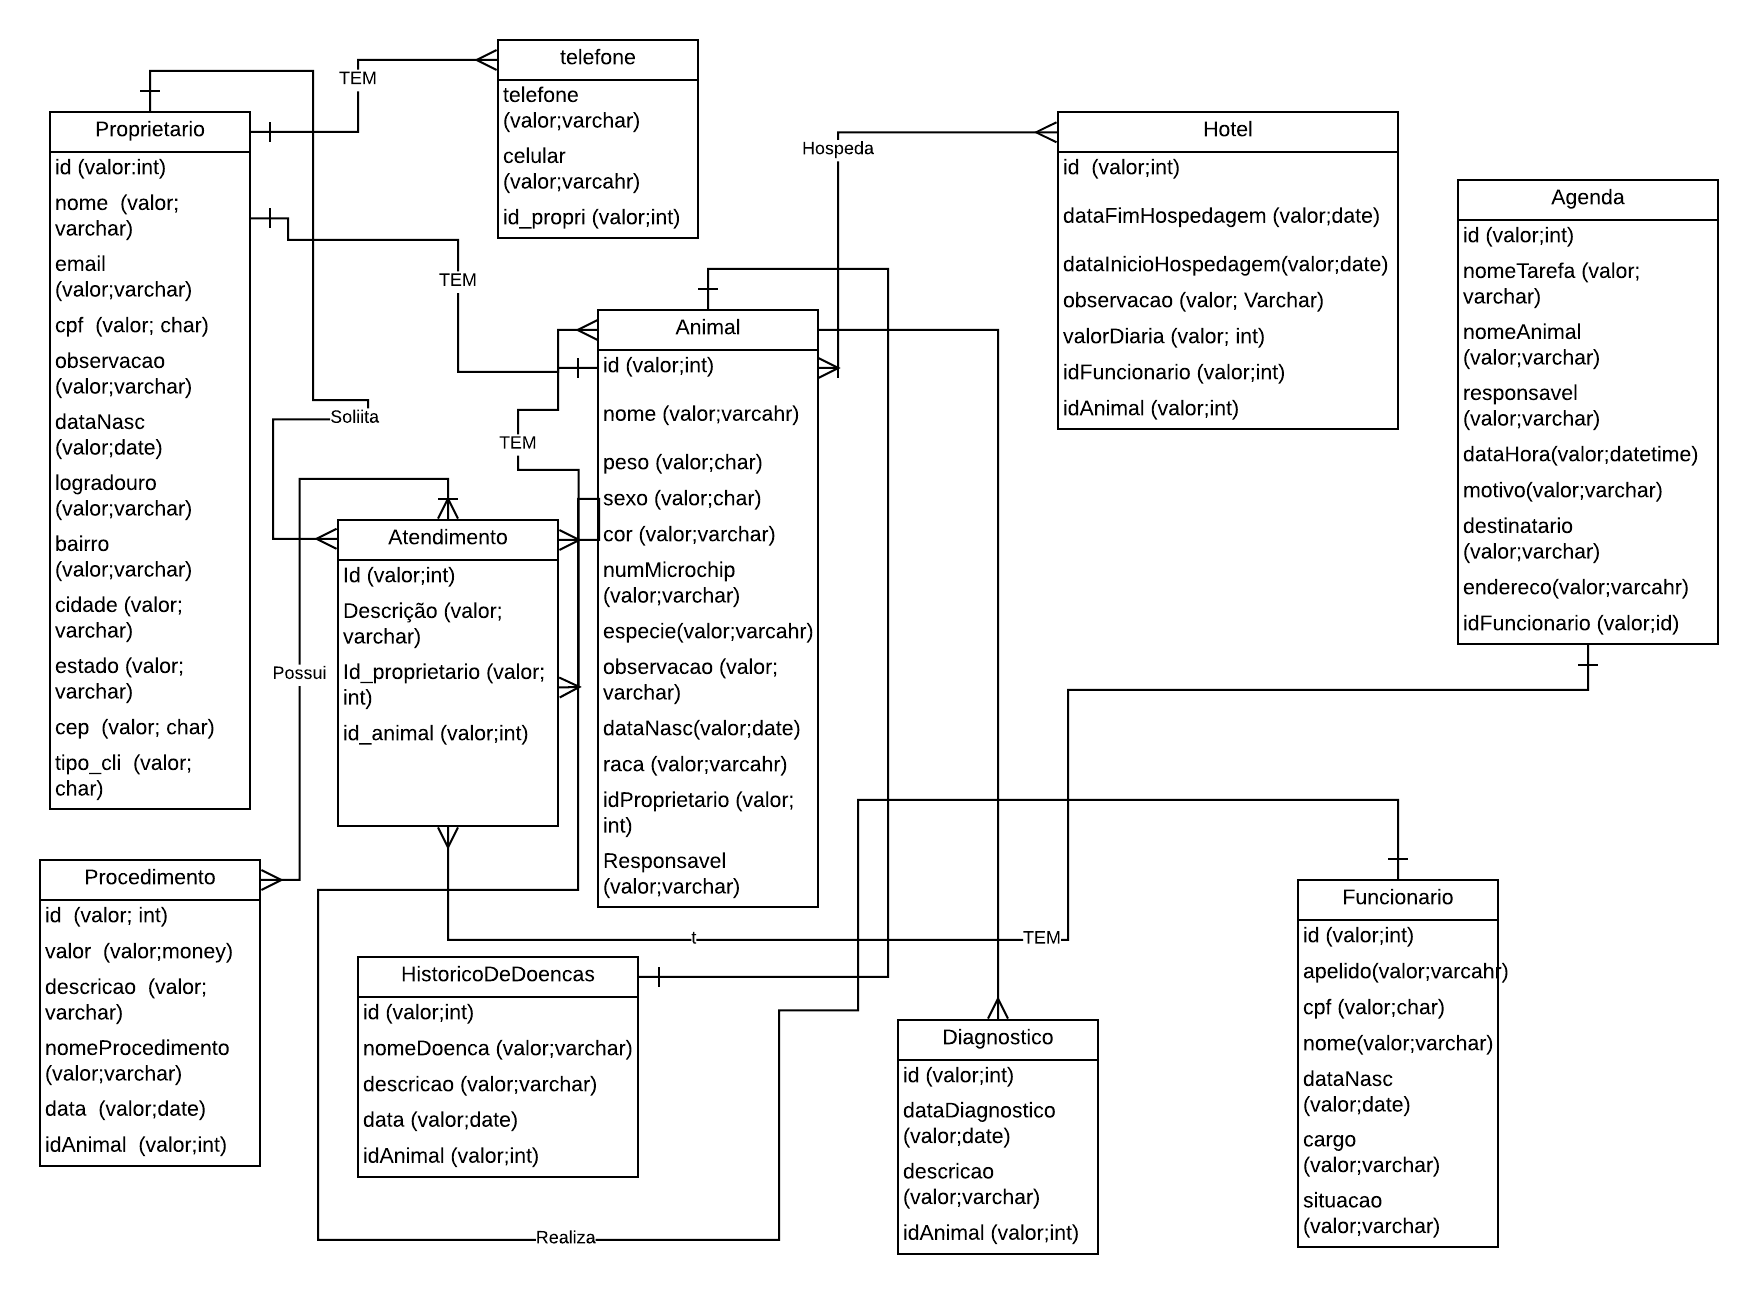 telefone
telefone
(valor;varchar)
celular
(valor;varcahr)
id_propri (valor;int)
TEM
Proprietario
id (valor:int)
nome  (valor;
varchar)
email
(valor;varchar)
cpf  (valor; char)
observacao
(valor;varchar)
dataNasc
(valor;date)
logradouro
(valor;varchar)
bairro
(valor;varchar)
cidade (valor;
varchar)
estado (valor;
varchar)
cep  (valor; char)
tipo_cli  (valor;
char)
TEM
Soliita
TEM
Possui
Hospeda
Hotel
id  (valor;int)
dataFimHospedagem (valor;date)
dataInicioHospedagem(valor;date)
observacao (valor; Varchar)
valorDiaria (valor; int)
idFuncionario (valor;int)
idAnimal (valor;int)
Agenda
id (valor;int)
nomeTarefa (valor;
varchar)
nomeAnimal
(valor;varchar)
responsavel
(valor;varchar)
dataHora(valor;datetime)
motivo(valor;varchar)
destinatario
(valor;varchar)
endereco(valor;varcahr)
idFuncionario (valor;id)
Animal
id (valor;int)
nome (valor;varcahr)
peso (valor;char)
sexo (valor;char)
cor (valor;varchar)
numMicrochip
(valor;varchar)
especie(valor;varcahr)
observacao (valor;
varchar)
dataNasc(valor;date)
raca (valor;varcahr)
idProprietario (valor;
int)
Responsavel
(valor;varchar)
Atendimento
Id (valor;int)
Descrição (valor;
varchar)
Id_proprietario (valor;
int)
id_animal (valor;int)
Procedimento
id  (valor; int)
valor  (valor;money)
descricao  (valor;
varchar)
nomeProcedimento
(valor;varchar)
data  (valor;date)
idAnimal  (valor;int)
t
TEM
HistoricoDeDoencas
id (valor;int)
nomeDoenca (valor;varchar)
descricao (valor;varchar)
data (valor;date)
idAnimal (valor;int)
Realiza
Diagnostico
id (valor;int)
dataDiagnostico
(valor;date)
descricao
(valor;varchar)
idAnimal (valor;int)
Funcionario
id (valor;int)
apelido(valor;varcahr)
cpf (valor;char)
nome(valor;varchar)
dataNasc
(valor;date)
cargo
(valor;varchar)
situacao
(valor;varchar)